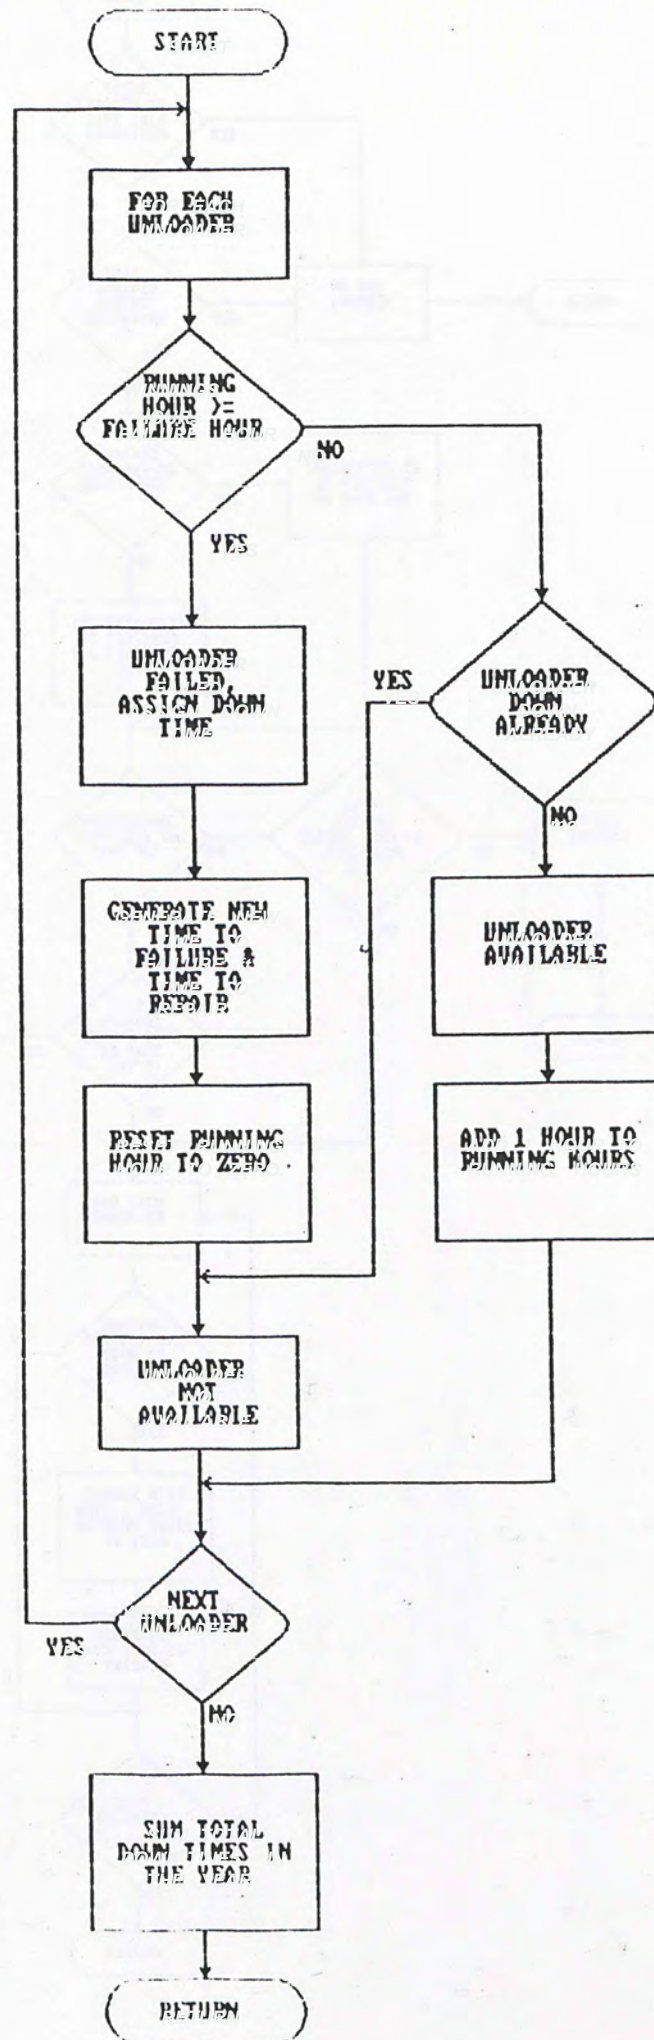 START
FOR EACH
UNLOADER
RUNNING
HOUR >=
FAILURE HOUR
NO
YES
UNLOADER
FAILED,
ASSIGN DOWN
TIME
YES
UNLOADER
DOWN
ALREADY
NO
GENERATE NEW
TIME TO
FAILURE &
TIME TO
REPAIR
UNLOADER
AVAILABLE
RESET RUNNING
HOUR TO ZERO
ADD 1 HOUR TO
RUNNING HOURS
UNLOADER
NOT
AVAILABLE
NEXT
UNLOADER
YES
NO
SUM TOTAL
DOWN TIMES IN
THE YEAR
RETURN